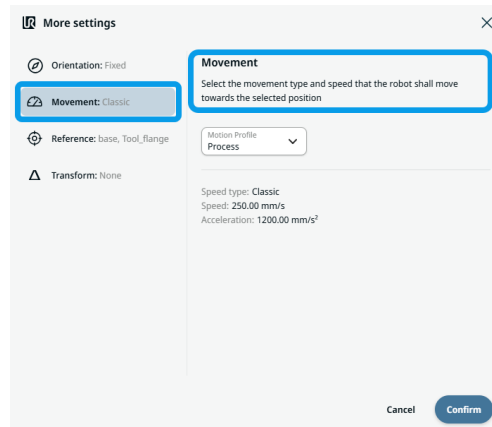 UR More settings
Orientation: Fixed
Movement: Classic
Reference: base, Tool_flange
Transform: None
Movement
Select the movement type and speed that the robot shall move
towards the selected position
Motion Profile
Process
Speed type: Classic
Speed: 250.00 mm/s
Acceleration: 1200.00 mm/s²
Cancel
Confirm